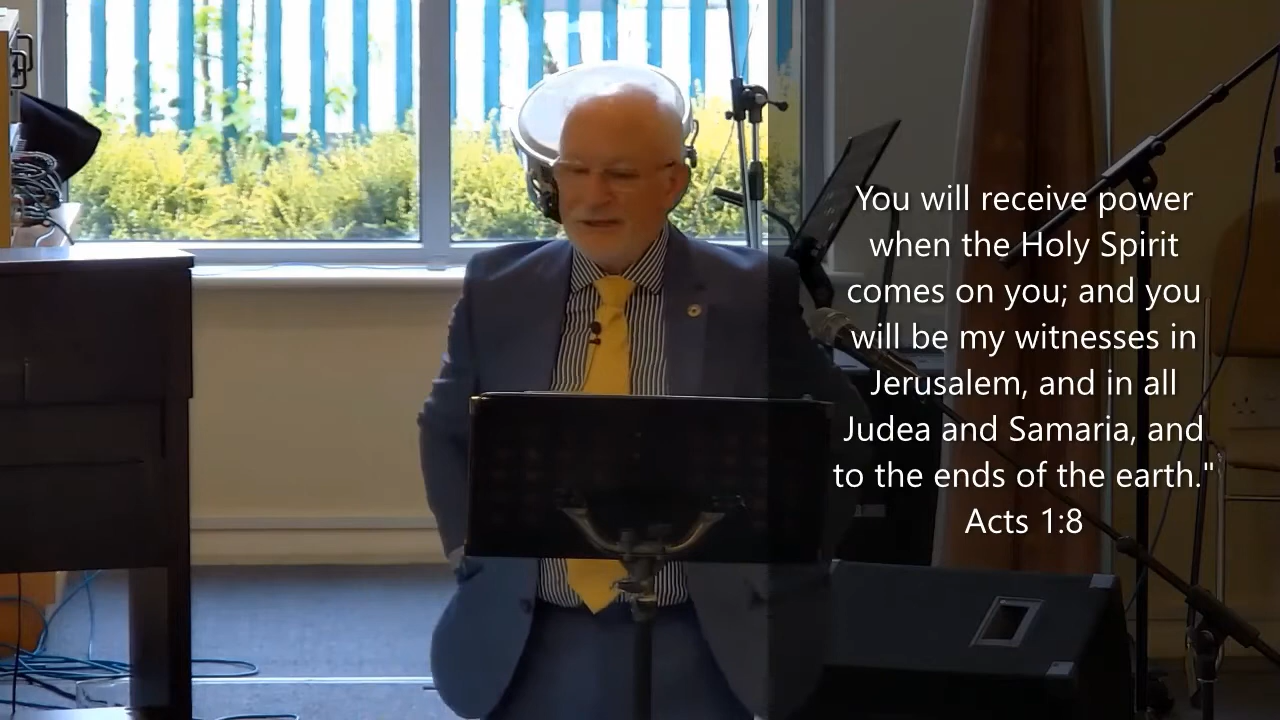 You will receive power
when the Holy Spirit
comes on you; and you
will be my witnesses in
Jerusalem, and in all
Judea and Samaria, and
to the ends of the earth."
Acts 1:8